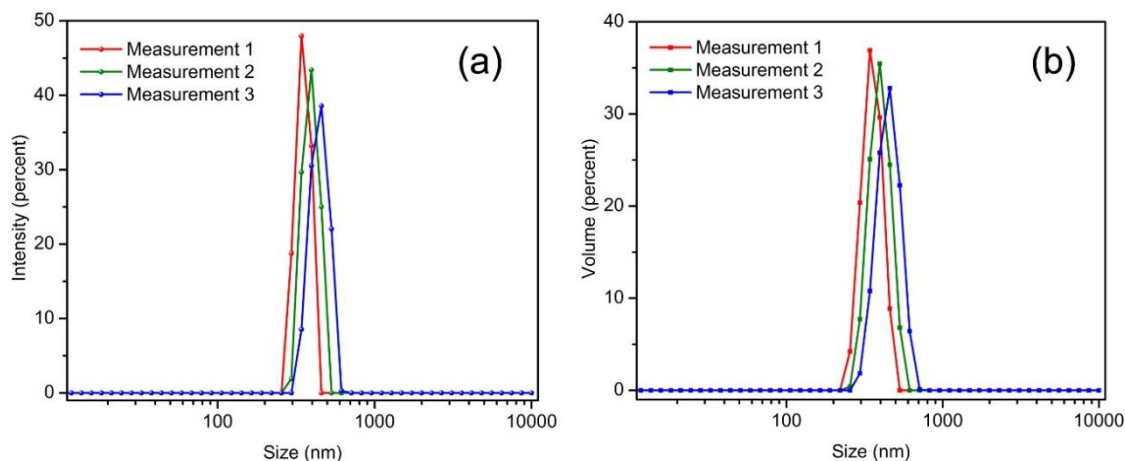 50
40
30
20
10
0
Intensity (percent)
Measurement 1
Measurement 2
Measurement 3
(a)
100
1000
10000
Size (nm)
40
30
20
10
0
Volume (percent)
Measurement 1
Measurement 2
Measurement 3
(b)
100
1000
10000
Size (nm)